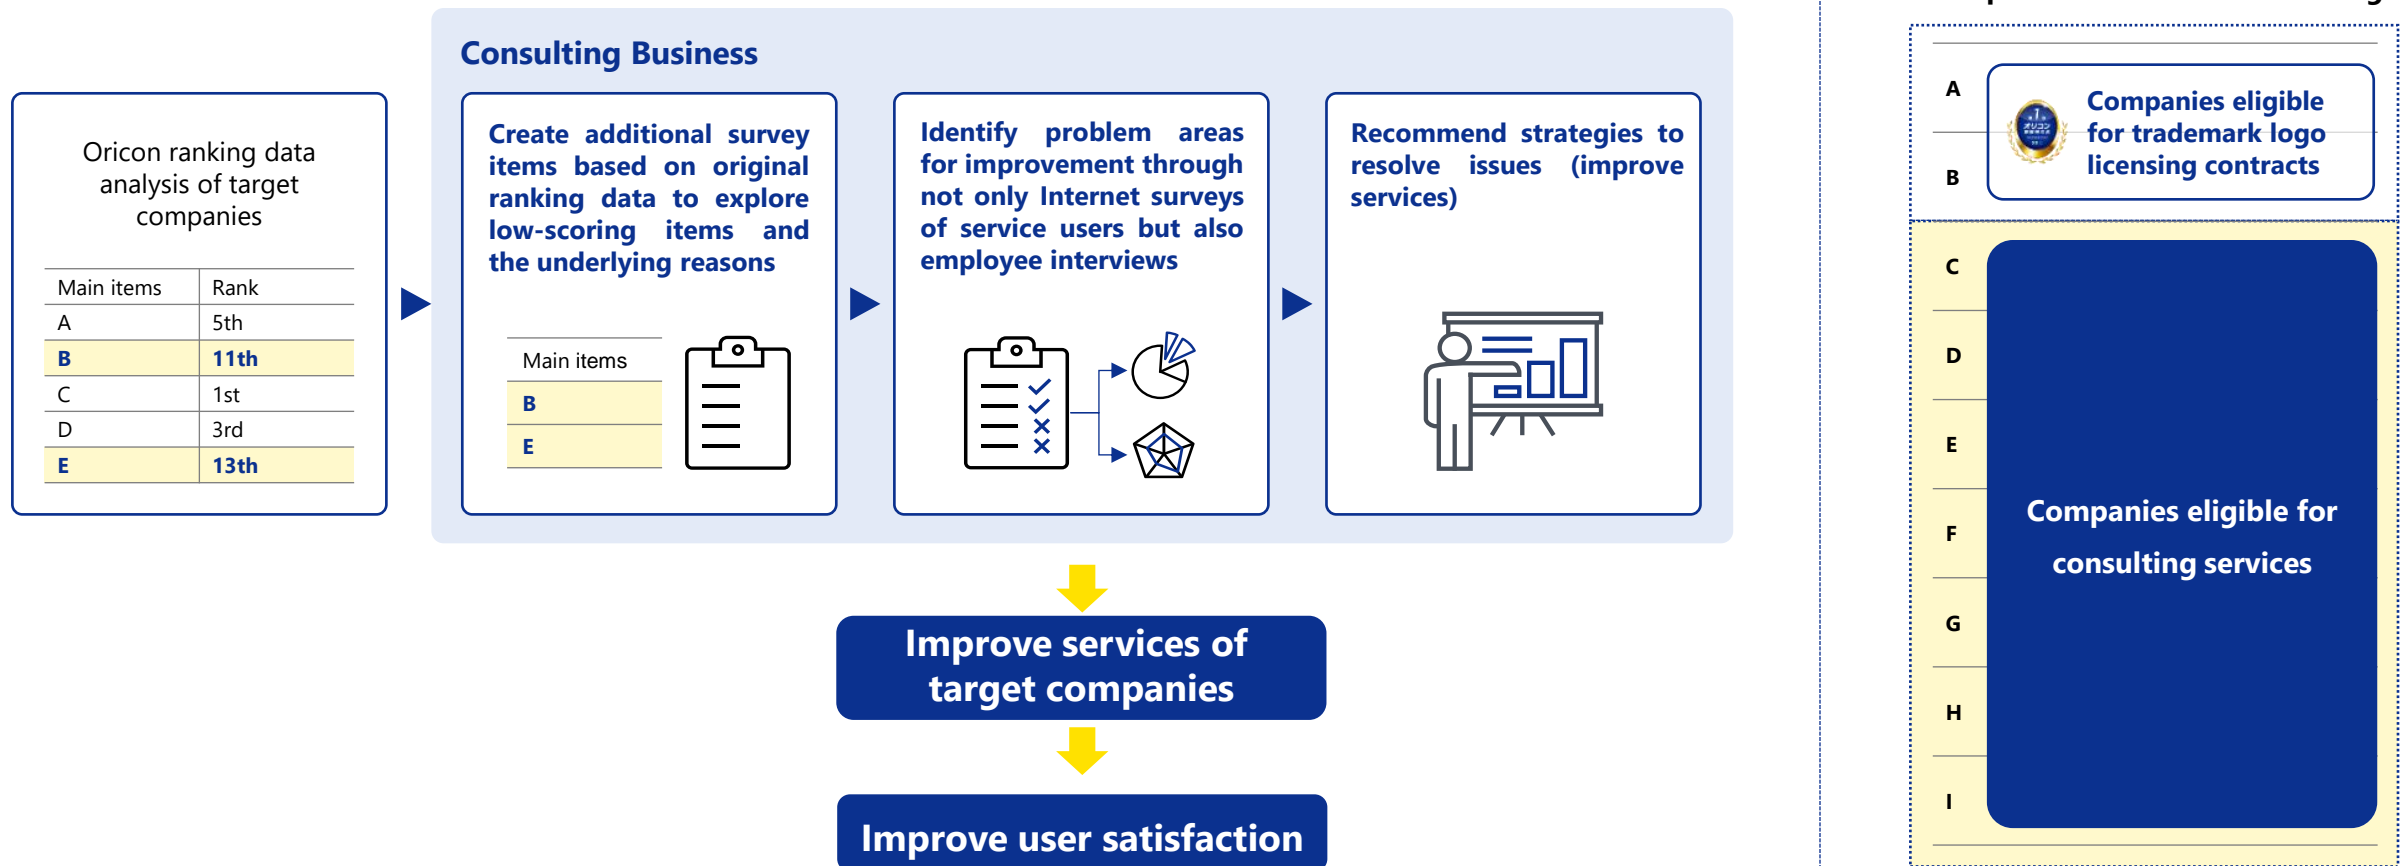 Consulting Business
Oricon ranking data
analysis of target
companies
Main items Rank
A 5th
B 11th
C 1st
D 3rd
E 13th
Create additional survey
items based on original
ranking data to explore
low-scoring items and
the underlying reasons
Main items
B
E
Identify problem areas
for improvement through
not only Internet surveys
of service users but also
employee interviews
Recommend strategies to
resolve issues (improve
services)
Improve services of
target companies
Improve user satisfaction
A
B
オリコン
Companies eligible
for trademark logo
licensing contracts
C
D
E
F
G
H
I
Companies eligible for
consulting services